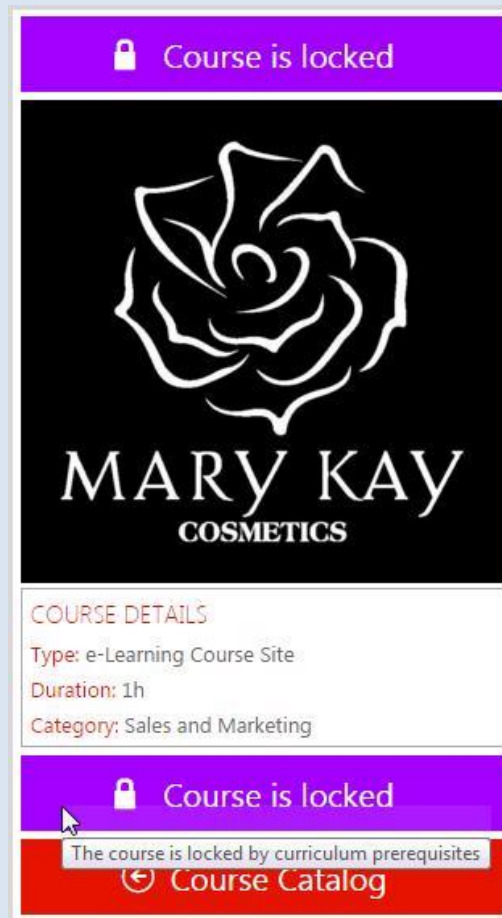 Course is locked
MARY KAY
COSMETICS
COURSE DETAILS
Type: e-Learning Course Site
Duration: 1h
Category: Sales and Marketing
Course is locked
The course is locked by curriculum prerequisites
Course Catalog